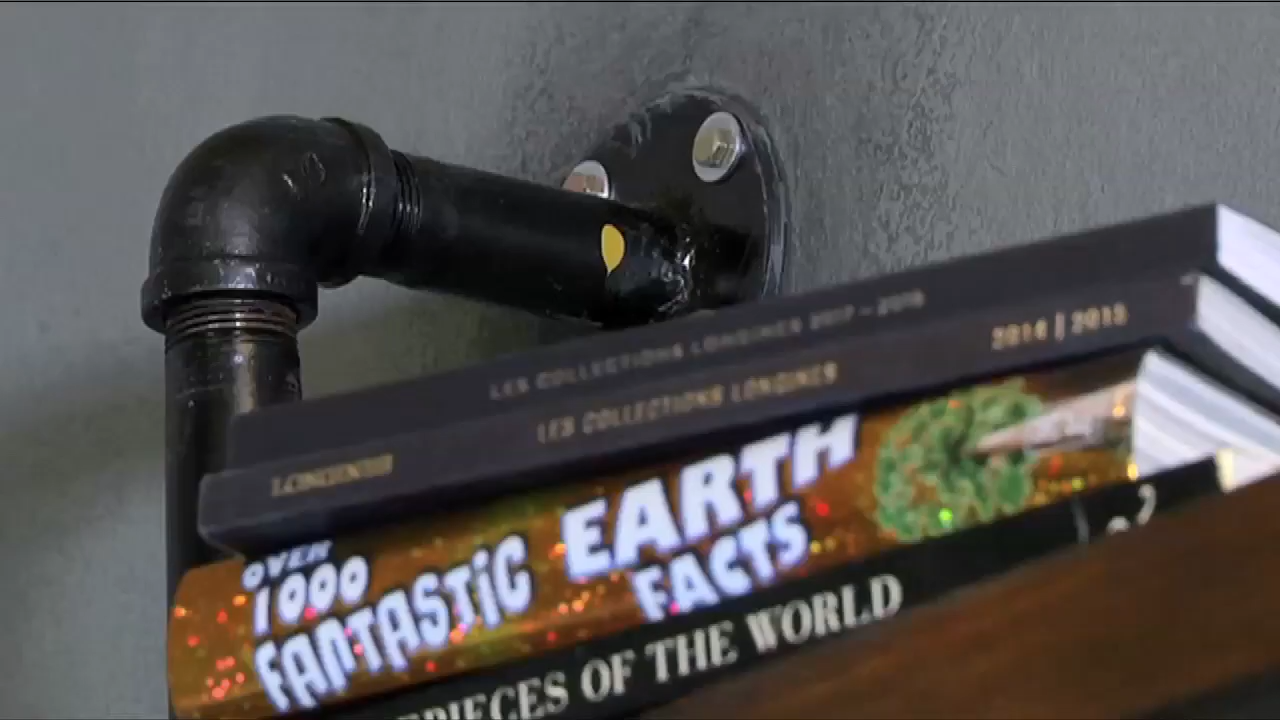 LES COLLECTIONS LONGINES 2017-2018
LONGINES LES COLLECTIONS LONGINES 2014 | 2015
OVER
1000
FANTASTIC EARTH
FACTS
PIECES OF THE WORLD